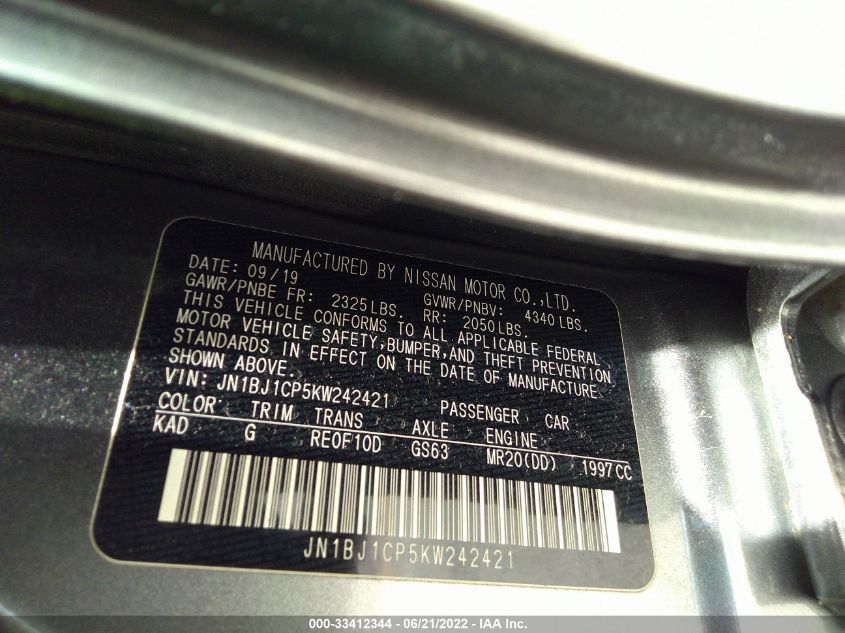 MANUFACTURED BY NISSAN MOTOR CO.,LTD.
DATE: 09/19 GVWR/PNBV: 4340 LBS.
GAWR/PNBE FR: 2325 LBS. RR: 2050 LBS.
THIS VEHICLE CONFORMS TO ALL APPLICABLE FEDERAL
MOTOR VEHICLE SAFETY, BUMPER, AND THEFT PREVENTION
STANDARDS IN EFFECT ON THE DATE OF MANUFACTURE
SHOWN ABOVE.
VIN: JN1BJ1CP5KW242421 PASSENGER CAR
COLOR TRIM TRANS AXLE ENGINE
KAD G RE0F10D GS63 MR20(DD) 1997CC
JN1BJ1CP5KW242421
000-33412344 - 06/21/2022 - IAA Inc.